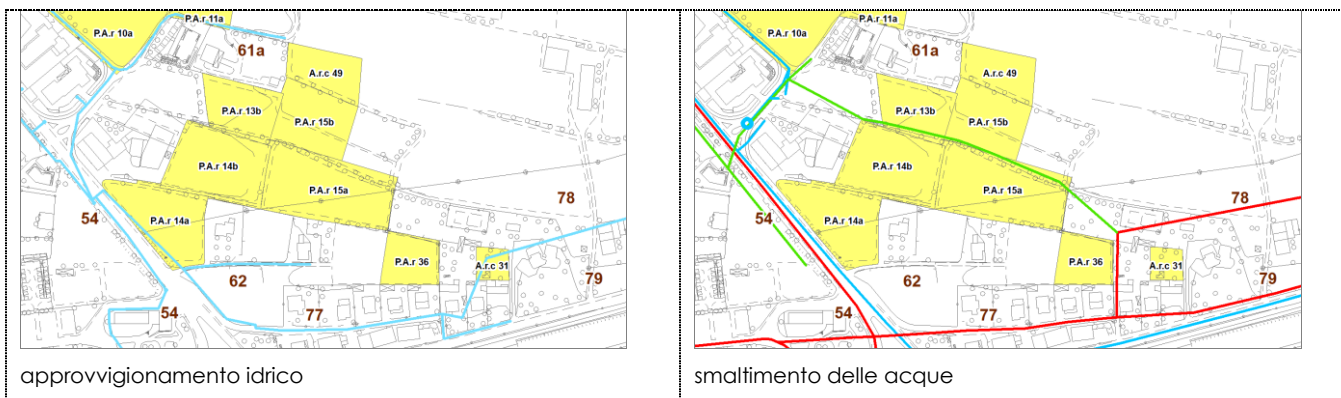 P.A.r 10a
P.A.r 11a
61a
A.r.c 49
P.A.r 13b
P.A.r 15b
P.A.r 14b
P.A.r 15a
78
54
P.A.r 14a
P.A.r 36
A.r.c 31
62
79
54
77
approvvigionamento idrico
P.A.r 10a
P.A.r 11a
61a
A.r.c 49
P.A.r 13b
P.A.r 15b
P.A.r 14b
P.A.r 15a
78
54
P.A.r 14a
P.A.r 36
A.r.c 31
62
79
54
77
smaltimento delle acque